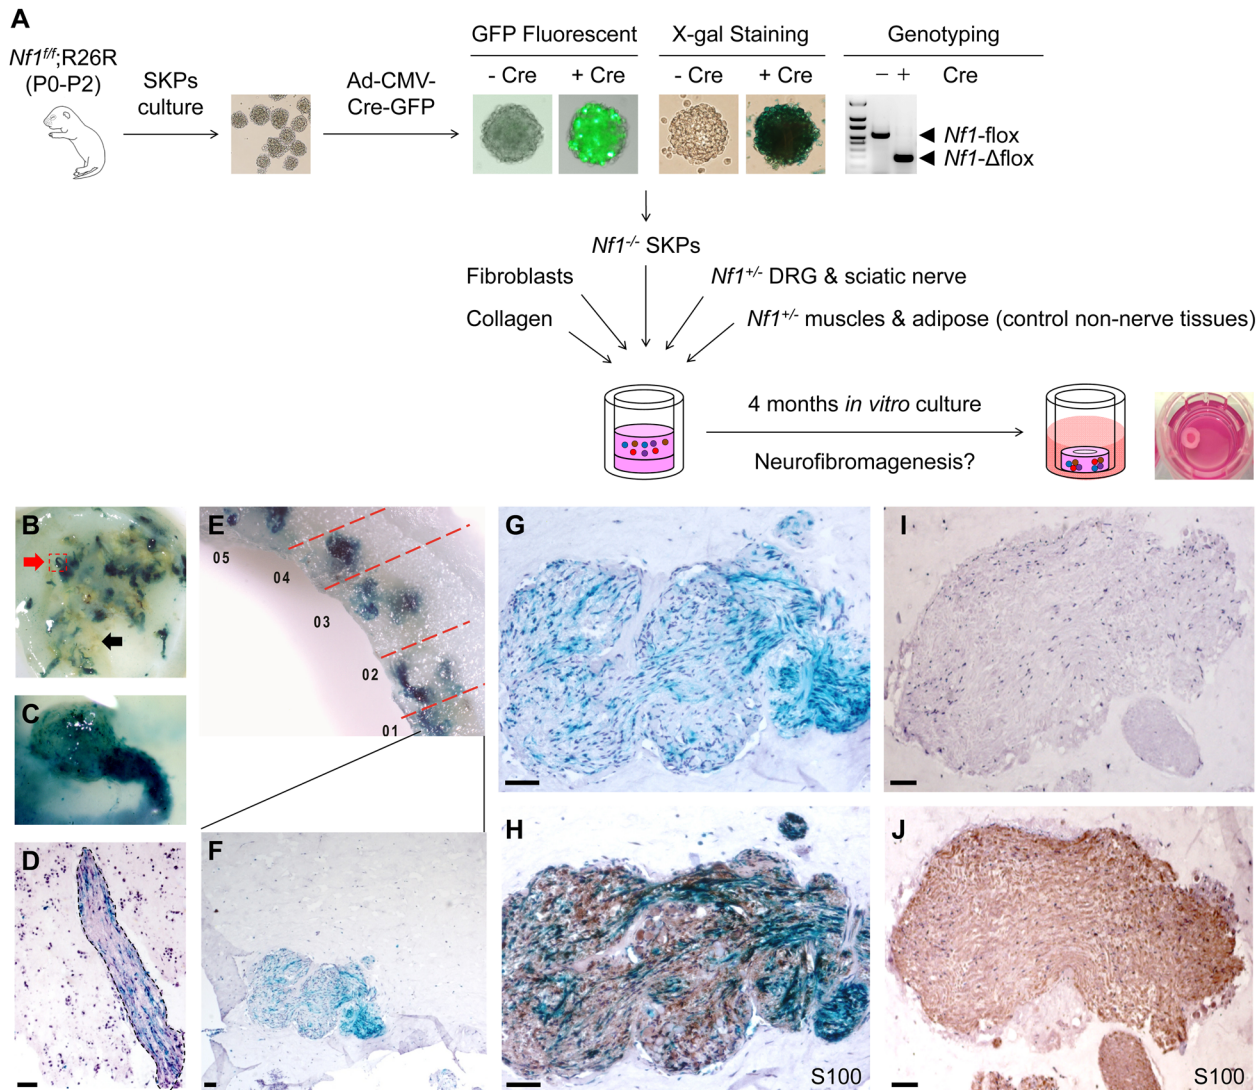 A
Nf1f/f;R26R
(P0-P2)
SKPs
culture
Ad-CMV-
Cre-GFP
GFP Fluorescent
X-gal Staining
Genotyping
- Cre
+ Cre
- Cre
+ Cre
− +
Cre
Nf1-flox
Nf1-Δflox
Nf1-/- SKPs
Fibroblasts
Nf1+/- DRG & sciatic nerve
Collagen
Nf1+/- muscles & adipose (control non-nerve tissues)
4 months in vitro culture
Neurofibromagenesis?
B
E
05
04
03
02
01
G
I
C
D
F
H
S100
J
S100